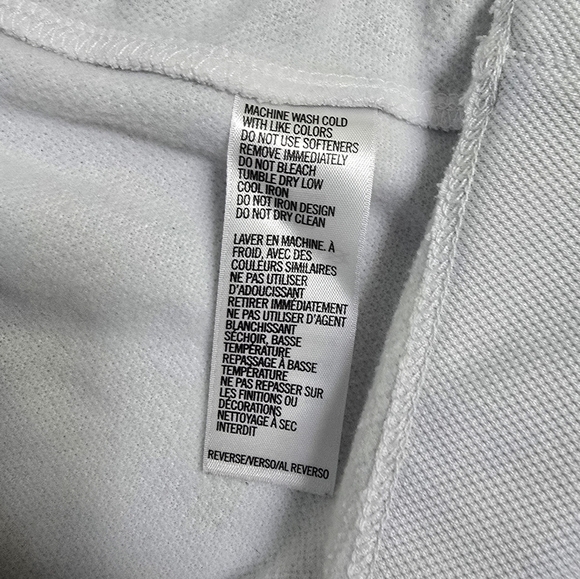 MACHINE WASH COLD
WITH LIKE COLORS
DO NOT USE SOFTENERS
REMOVE IMMEDIATELY
DO NOT BLEACH
TUMBLE DRY LOW
COOL IRON
DO NOT IRON DESIGN
DO NOT DRY CLEAN
LAVER EN MACHINE. À
FROID, AVEC DES
COULEURS SIMILAIRES
NE PAS UTILISER
D'ADOUCISSANT
RETIRER IMMÉDIATEMENT
NE PAS UTILISER D'AGENT
BLANCHISSANT
SÉCHOIR, BASSE
TEMPÉRATURE
REPASSAGE À BASSE
TEMPÉRATURE
NE PAS REPASSER SUR
LES FINITIONS OU
DÉCORATIONS
NETTOYAGE À SEC
INTERDIT
REVERSE/VERSO/AL REVERSO